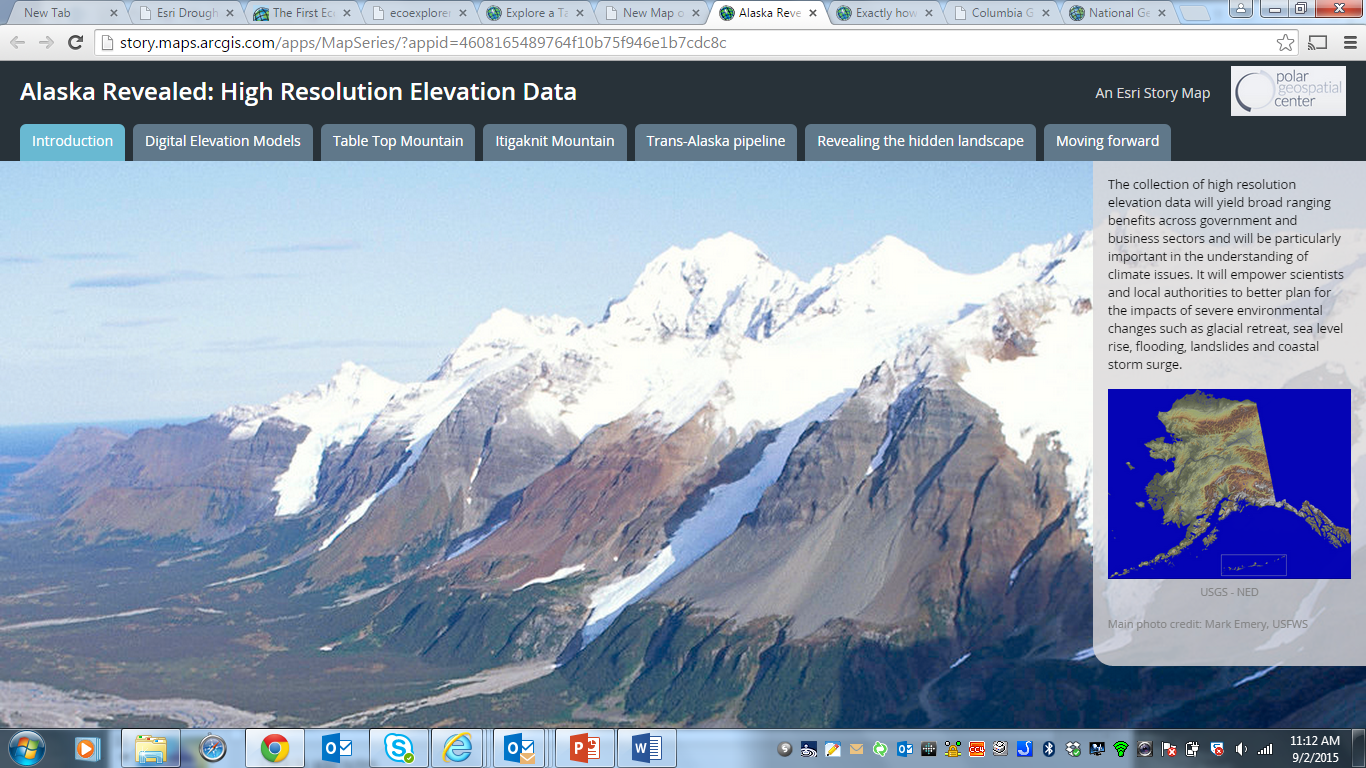 New Tab
Esri Drough
The First Ec
ecoexplorer
Explore a Ta
New Map o
Alaska Reve
Exactly how
Columbia G
National Ge
story.maps.arcgis.com/apps/MapSeries/?appid=4608165489764f10b75f946e1b7cdc8c
Alaska Revealed: High Resolution Elevation Data
An Esri Story Map
polar
geospatial
center
Introduction
Digital Elevation Models
Table Top Mountain
Itigaknit Mountain
Trans-Alaska pipeline
Revealing the hidden landscape
Moving forward
The collection of high resolution
elevation data will yield broad ranging
benefits across government and
business sectors and will be particularly
important in the understanding of
climate issues. It will empower scientists
and local authorities to better plan for
the impacts of severe environmental
changes such as glacial retreat, sea level
rise, flooding, landslides and coastal
storm surge.
USGS - NED
Main photo credit: Mark Emery, USFWS
11:12 AM
9/2/2015